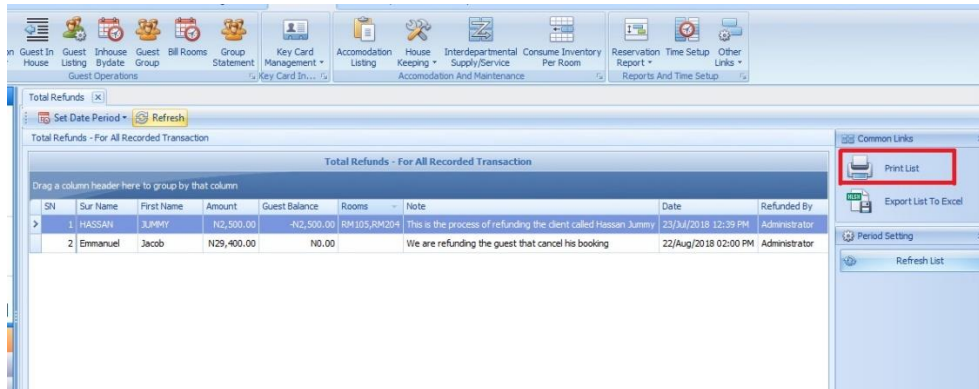 Guest In House
Guest Listing
Inhouse Bydate
Guest Group
Bill Rooms
Group Statement
Key Card Management
Accomodation Listing
House Keeping
Interdepartmental Supply/Service
Consume Inventory Per Room
Reservation Report
Time Setup
Other Links
Guest Operations
Key Card In...
Accomodation And Maintenance
Reports And Time Setup
Total Refunds
Set Date Period
Refresh
Total Refunds - For All Recorded Transaction
Total Refunds - For All Recorded Transaction
Drag a column header here to group by that column
SN Sur Name First Name Amount Guest Balance Rooms Note Date Refunded By
1 HASSAN JUMMY N2,500.00 -N2,500.00 RM105,RM204 This is the process of refunding the client called Hassan Jummy 23/Jul/2018 12:39 PM Administrator
2 Emmanuel Jacob N29,400.00 N0.00 We are refunding the guest that cancel his booking 22/Aug/2018 02:00 PM Administrator
Common Links
Print List
Export List To Excel
Period Setting
Refresh List